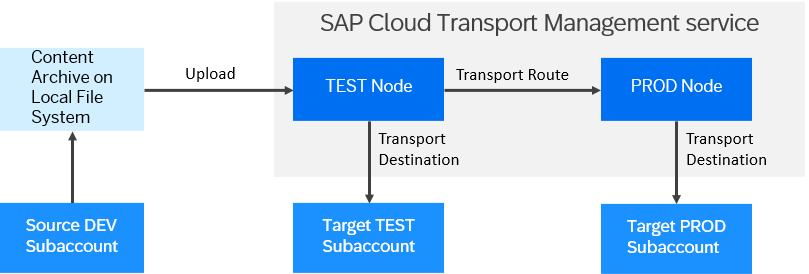 SAP Cloud Transport Management service
Content
Archive on
Local File
System
Upload
TEST Node
Transport Route
PROD Node
Transport
Destination
Transport
Destination
Source DEV
Subaccount
Target TEST
Subaccount
Target PROD
Subaccount